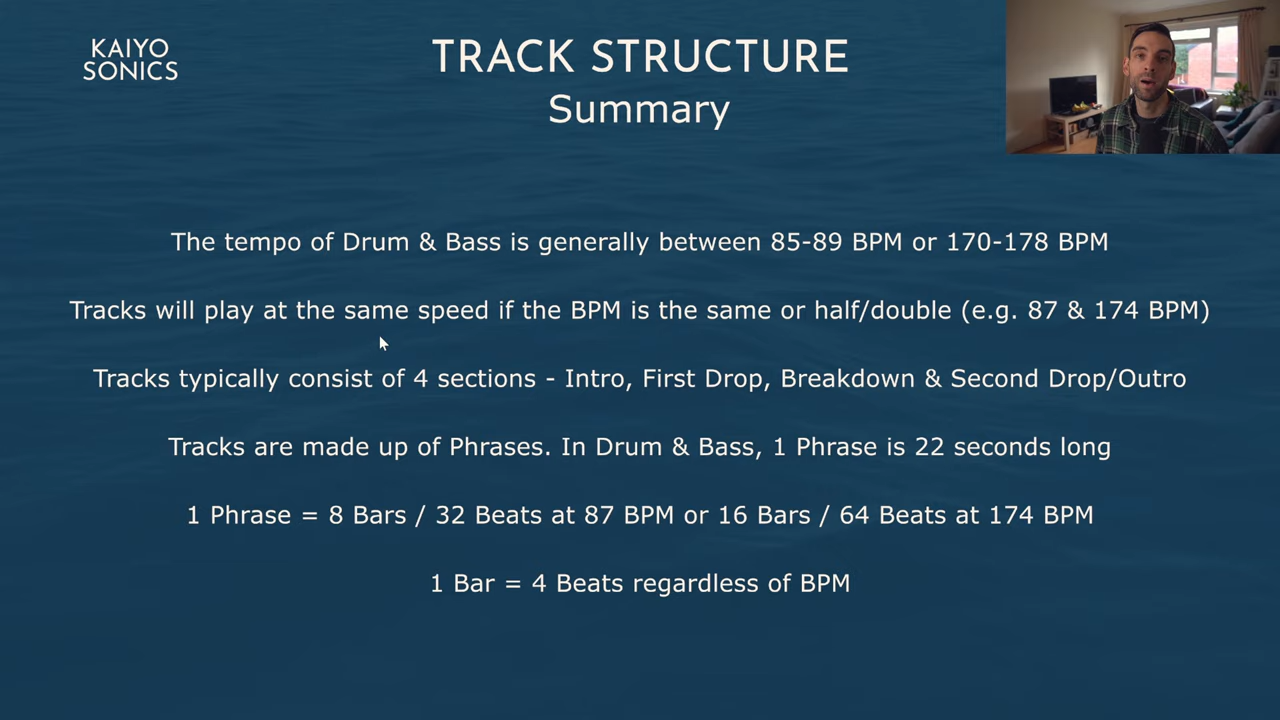 KAIYO
SONICS
TRACK STRUCTURE
Summary
The tempo of Drum & Bass is generally between 85-89 BPM or 170-178 BPM
Tracks will play at the same speed if the BPM is the same or half/double (e.g. 87 & 174 BPM)
Tracks typically consist of 4 sections - Intro, First Drop, Breakdown & Second Drop/Outro
Tracks are made up of Phrases. In Drum & Bass, 1 Phrase is 22 seconds long
1 Phrase = 8 Bars / 32 Beats at 87 BPM or 16 Bars / 64 Beats at 174 BPM
1 Bar = 4 Beats regardless of BPM